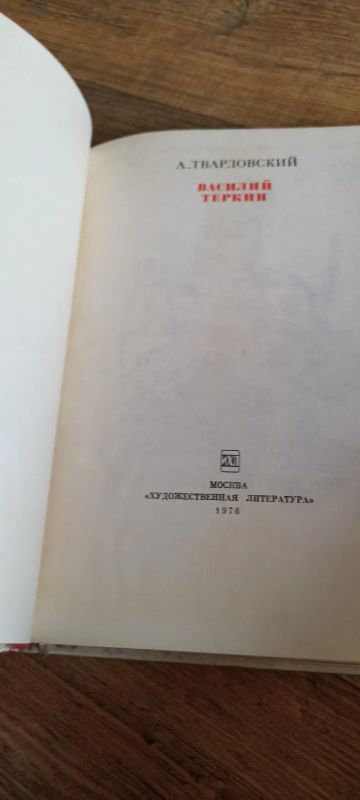 А. ТВАРДОВСКИЙ
ВАСИЛИЙ
ТЕРКИН
МОСКВА
«ХУДОЖЕСТВЕННАЯ ЛИТЕРАТУРА»
1976